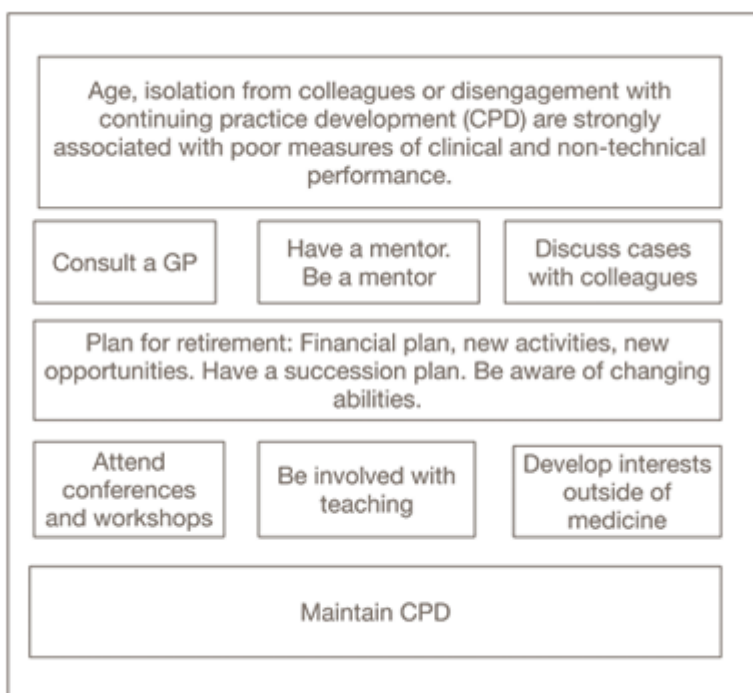 Age, isolation from colleagues or disengagement with
continuing practice development (CPD) are strongly
associated with poor measures of clinical and non-technical
performance.
Consult a GP
Have a mentor.
Be a mentor
Discuss cases
with colleagues
Plan for retirement: Financial plan, new activities, new
opportunities. Have a succession plan. Be aware of changing
abilities.
Attend
conferences
and workshops
Be involved with
teaching
Develop interests
outside of
medicine
Maintain CPD